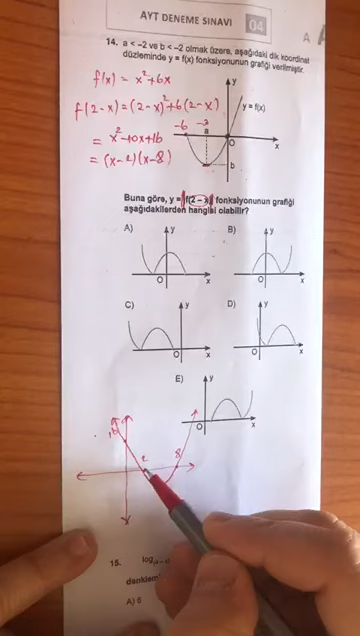 AYT DENEME SINAVI 04
A
14. a < -2 ve b < -2 olmak üzere, aşağıdaki dik koordinat
düzleminde y = f(x) fonksiyonunun grafiği verilmiştir.
f(x) = x²+6x
f(2-x)=(2-x)²+6(2-x)
= x²-10x+16
= (x-2)(x-8)
y
y = f(x)
-6 -3
a
O
x
b
Buna göre, y = |f(2 – x)| fonksiyonunun grafiği
aşağıdakilerden hangisi olabilir?
A) y O x
B) y O x
C) y O x
D) y O x
E) y O x
16
2
8
15.
A) 6